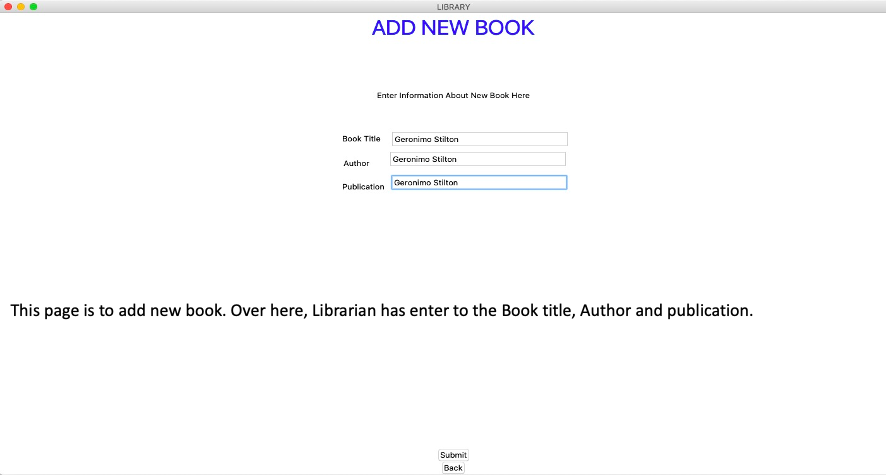 LIBRARY
ADD NEW BOOK
Enter Information About New Book Here
Book Title Geronimo Stilton
Author Geronimo Stilton
Publication Geronimo Stilton
This page is to add new book. Over here, Librarian has enter to the Book title, Author and publication.
Submit
Back